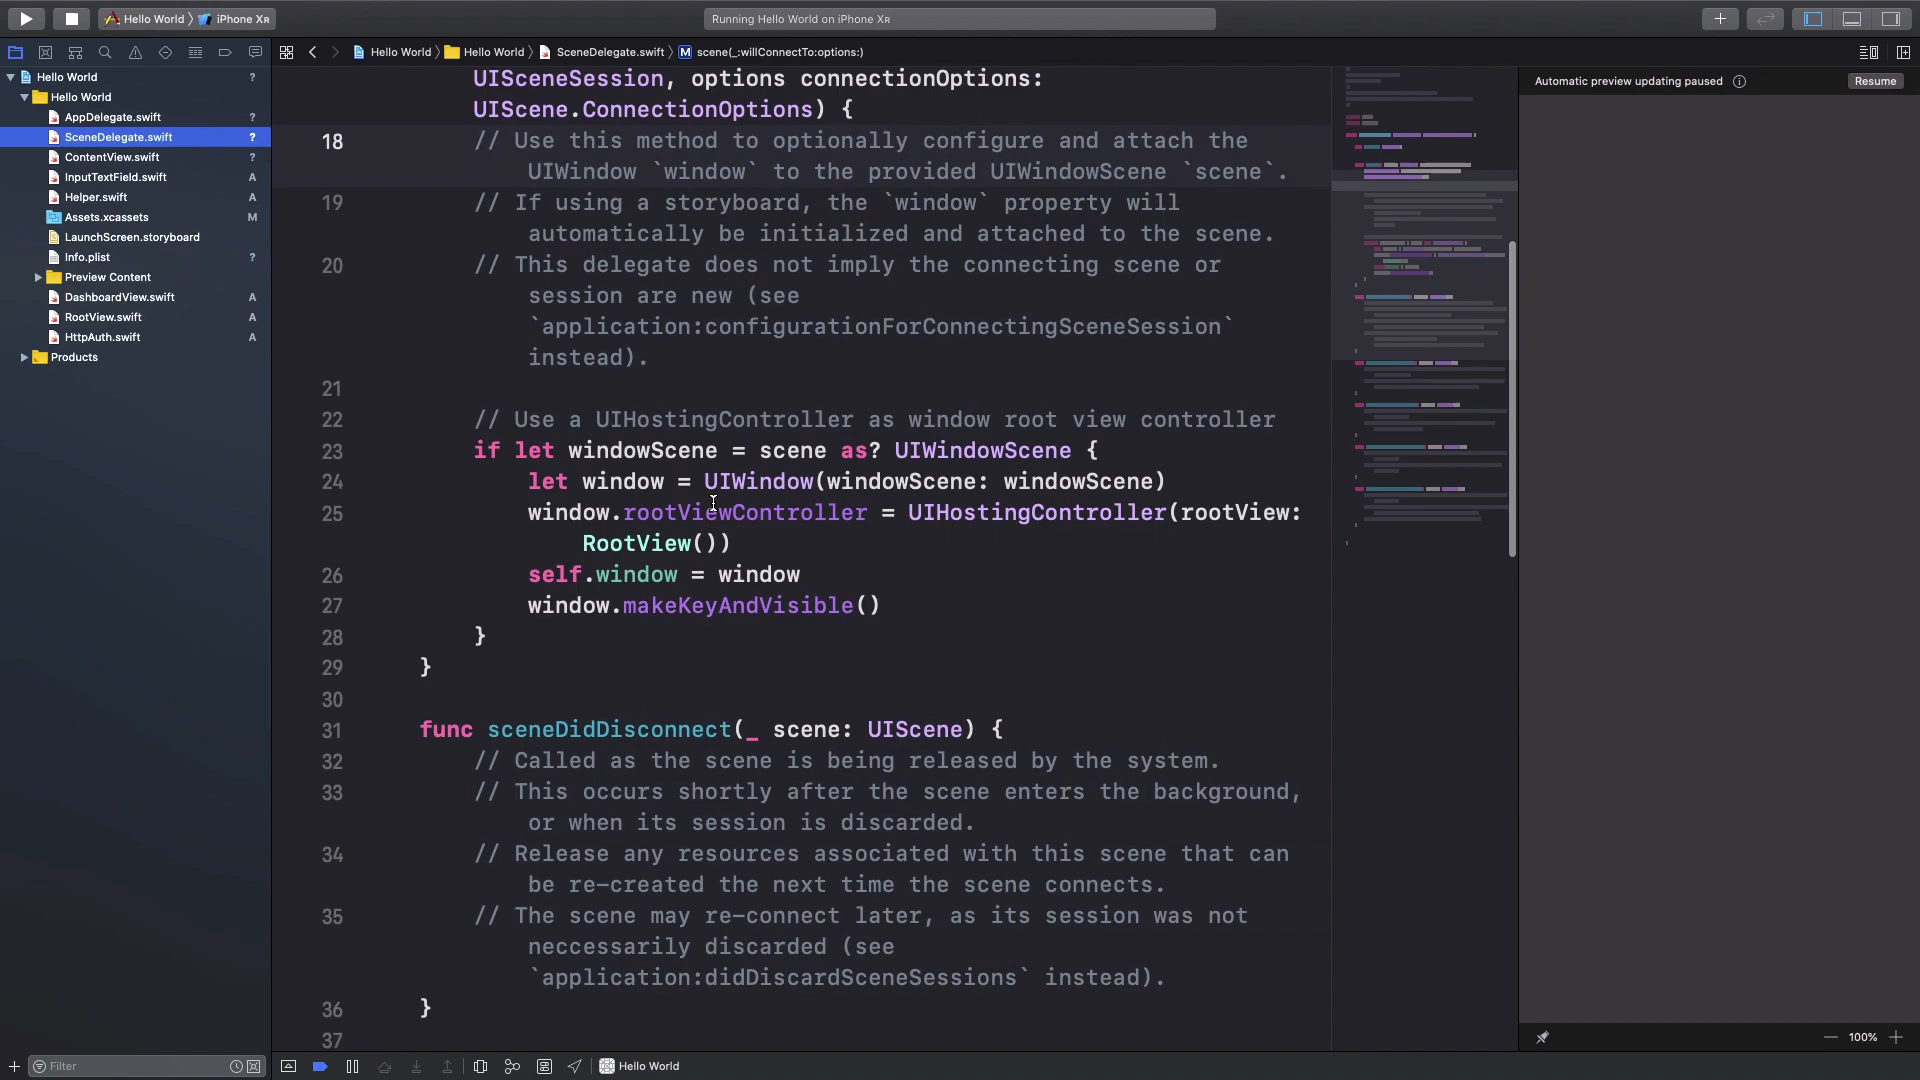 Hello World
iPhone XR
Running Hello World on iPhone XR
Hello World
Hello World
SceneDelegate.swift
M
scene(_:willConnectTo:options:)
Hello World ?
Hello World
AppDelegate.swift ?
SceneDelegate.swift ?
ContentView.swift ?
InputTextField.swift A
Helper.swift A
Assets.xcassets M
LaunchScreen.storyboard
Info.plist ?
Preview Content
DashboardView.swift A
RootView.swift A
HttpAuth.swift A
Products
Filter
UISceneSession, options connectionOptions:
UIScene.ConnectionOptions) {
18 // Use this method to optionally configure and attach the
UIWindow `window` to the provided UIWindowScene `scene`.
19 // If using a storyboard, the `window` property will
automatically be initialized and attached to the scene.
20 // This delegate does not imply the connecting scene or
session are new (see
`application:configurationForConnectingSceneSession`
instead).
21
22 // Use a UIHostingController as window root view controller
23 if let windowScene = scene as? UIWindowScene {
24 let window = UIWindow(windowScene: windowScene)
25 window.rootViewController = UIHostingController(rootView:
RootView())
26 self.window = window
27 window.makeKeyAndVisible()
28 }
29 }
30
31 func sceneDidDisconnect(_ scene: UIScene) {
32 // Called as the scene is being released by the system.
33 // This occurs shortly after the scene enters the background,
or when its session is discarded.
34 // Release any resources associated with this scene that can
be re-created the next time the scene connects.
35 // The scene may re-connect later, as its session was not
neccessarily discarded (see
`application:didDiscardSceneSessions` instead).
36 }
37
Hello World
Automatic preview updating paused
Resume
100%